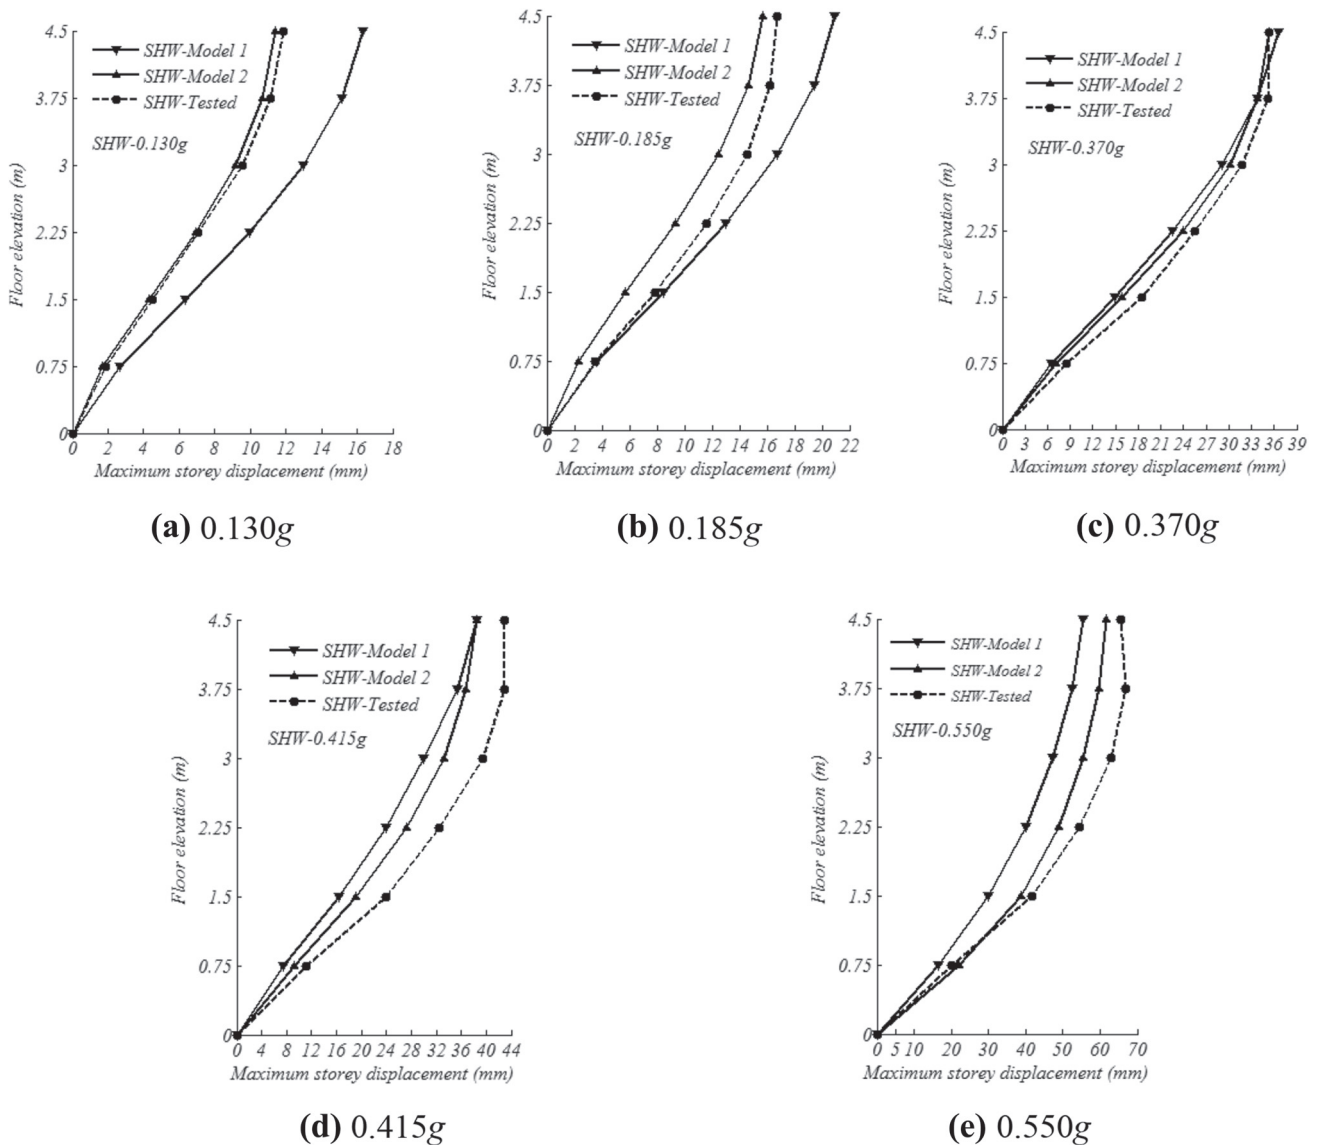 4.5
3.75
3
2.25
1.5
0.75
0
Floor elevation (m)
SHW-Model 1
SHW-Model 2
SHW-Tested
SHW-0.130g
0 2 4 6 8 10 12 14 16 18
Maximum storey displacement (mm)
(a) 0.130g
4.5
3.75
3
2.25
1.5
0.75
0
Floor elevation (m)
SHW-Model 1
SHW-Model 2
SHW-Tested
SHW-0.185g
0 2 4 6 8 10 12 14 16 18 20 22
Maximum storey displacement (mm)
(b) 0.185g
4.5
3.75
3
2.25
1.5
0.75
0
Floor elevation (m)
SHW-Model 1
SHW-Model 2
SHW-Tested
SHW-0.370g
0 3 6 9 12 15 18 21 24 27 30 33 36 39
Maximum storey displacement (mm)
(c) 0.370g
4.5
3.75
3
2.25
1.5
0.75
0
Floor elevation (m)
SHW-Model 1
SHW-Model 2
SHW-Tested
SHW-0.415g
0 4 8 12 16 20 24 28 32 36 40 44
Maximum storey displacement (mm)
(d) 0.415g
4.5
3.75
3
2.25
1.5
0.75
0
Floor elevation (m)
SHW-Model 1
SHW-Model 2
SHW-Tested
SHW-0.550g
0 5 10 20 30 40 50 60 70
Maximum storey displacement (mm)
(e) 0.550g